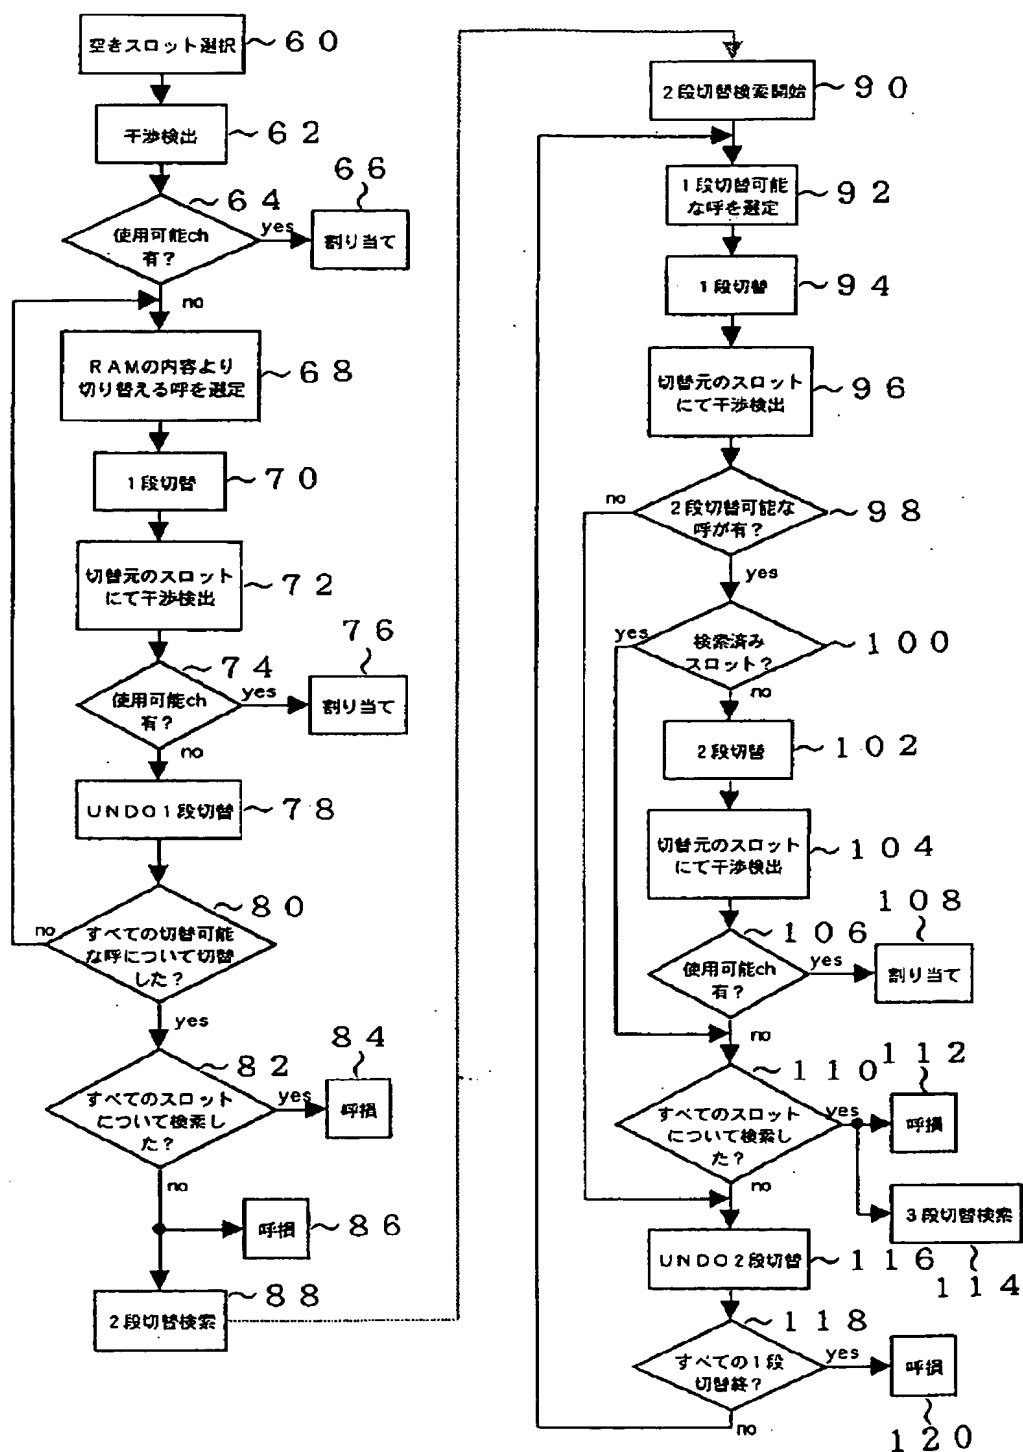 空きスロット選択
~60
干渉検出
~62
64
使用可能ch
有?
yes
66
割り当て
no
RAMの内容より
切り替える呼を選定
~68
1段切替
~70
切替元のスロット
にて干渉検出
~72
74
使用可能ch
有?
yes
76
割り当て
no
UNDO1段切替
~78
80
すべての切替可能
な呼について切替
した?
no
yes
82
すべてのスロット
について検索し
た?
yes
84
呼損
no
呼損
~86
2段切替検索
88
2段切替検索開始
~90
1段切替可能
な呼を選定
~92
1段切替
~94
切替元のスロット
にて干渉検出
~96
no
2段切替可能な
呼が有?
~98
yes
yes
検索済み
スロット?
~100
no
2段切替
~102
切替元のスロット
にて干渉検出
~104
106
使用可能ch
有?
yes
108
割り当て
no
110
すべてのスロット
について検索し
た?
yes
112
呼損
no
3段切替検索
114
UNDO2段切替
~116
118
すべての1段
切替終?
yes
呼損
120
no